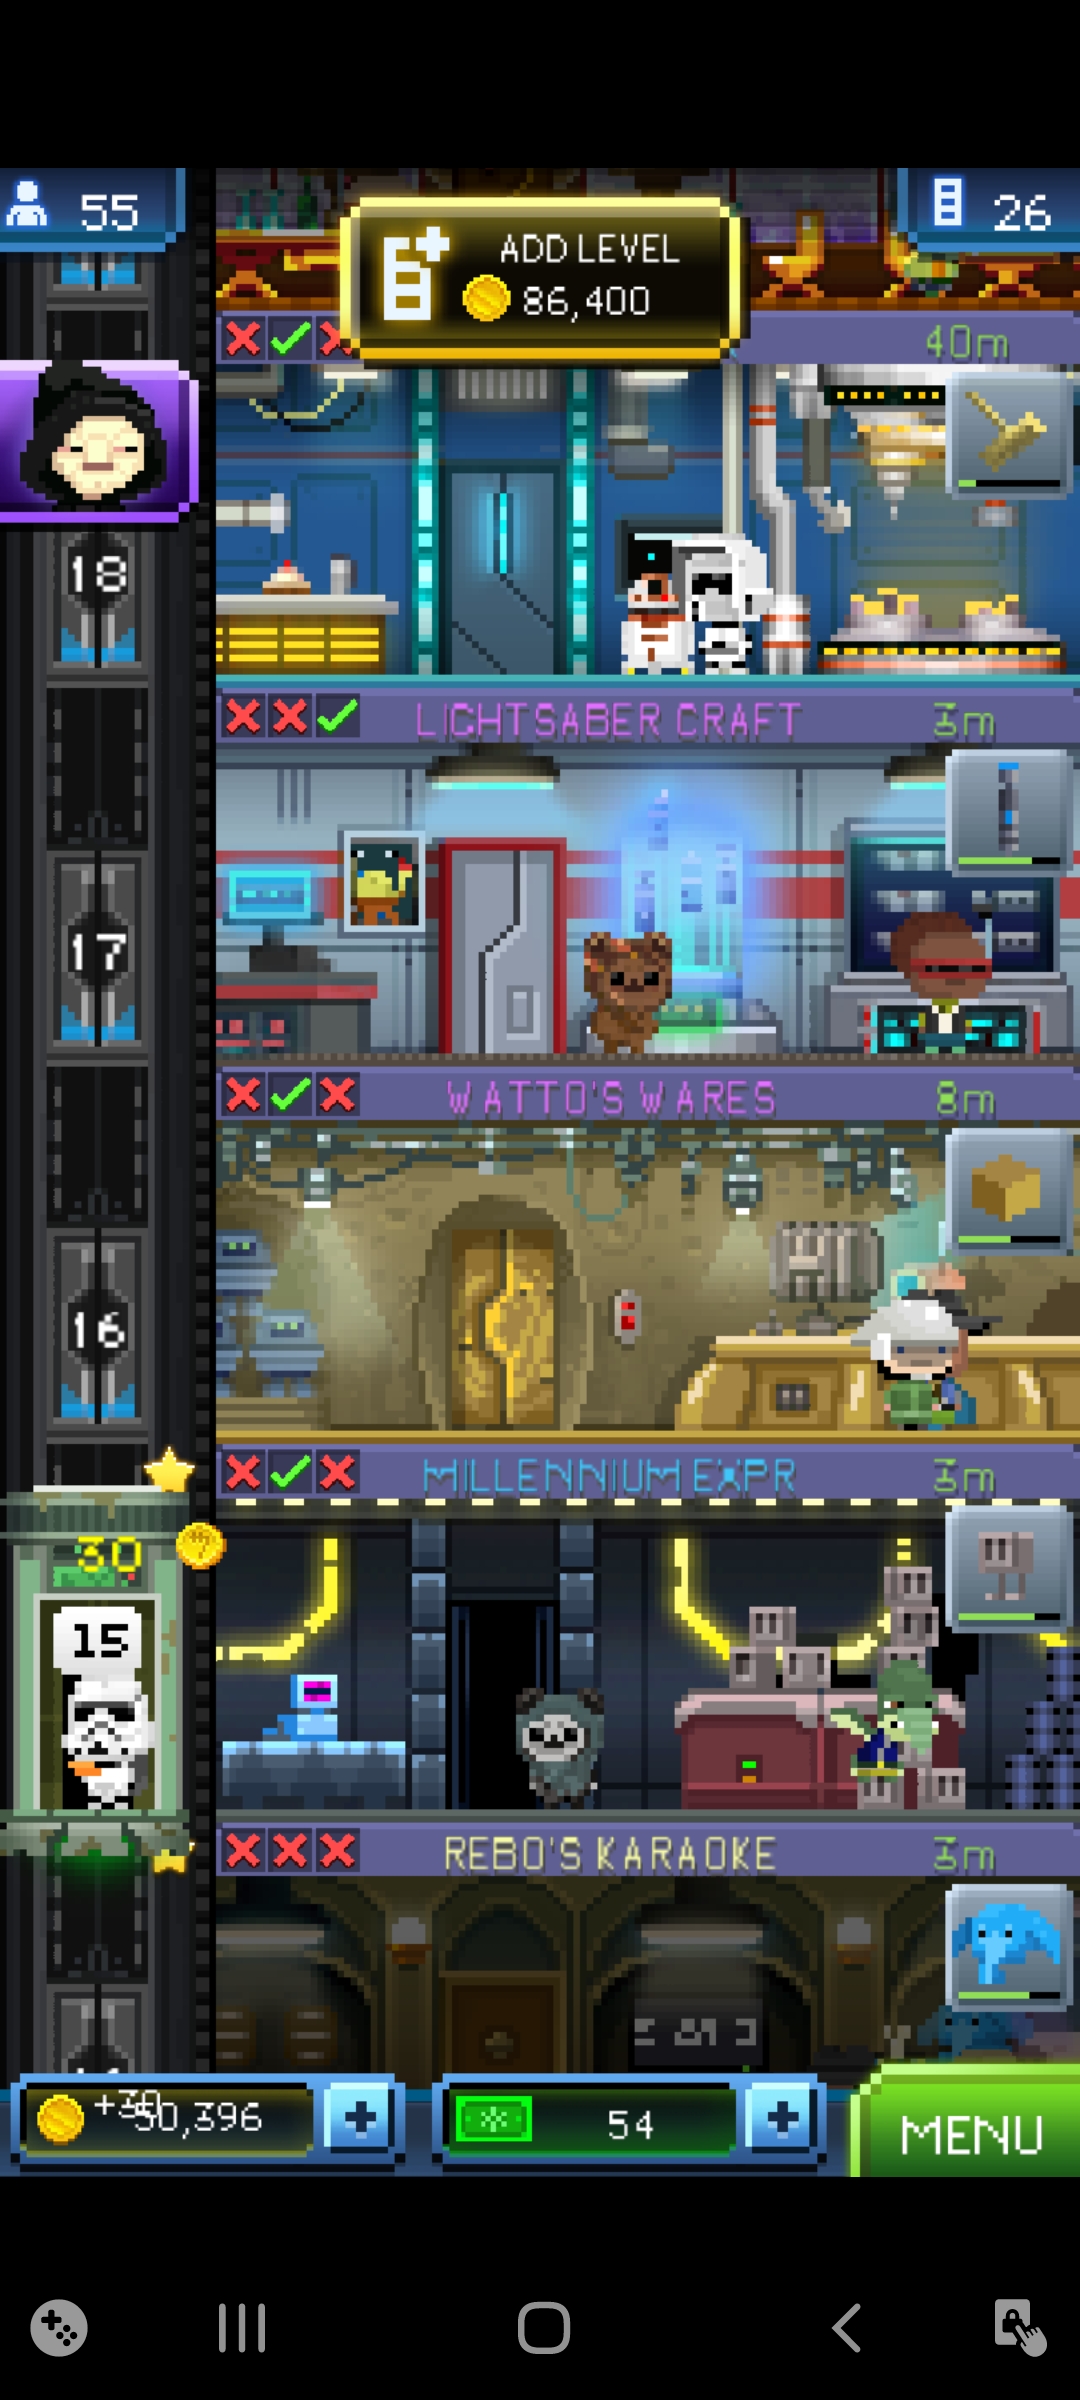 55
ADD LEVEL
86,400
26
40m
18
LIGHTSABER CRAFT
3m
17
WATTO'S WARES
8m
16
MILLENNIUM EXPR
3m
30
15
REBO'S KARAOKE
3m
+30
50,396
54
MENU